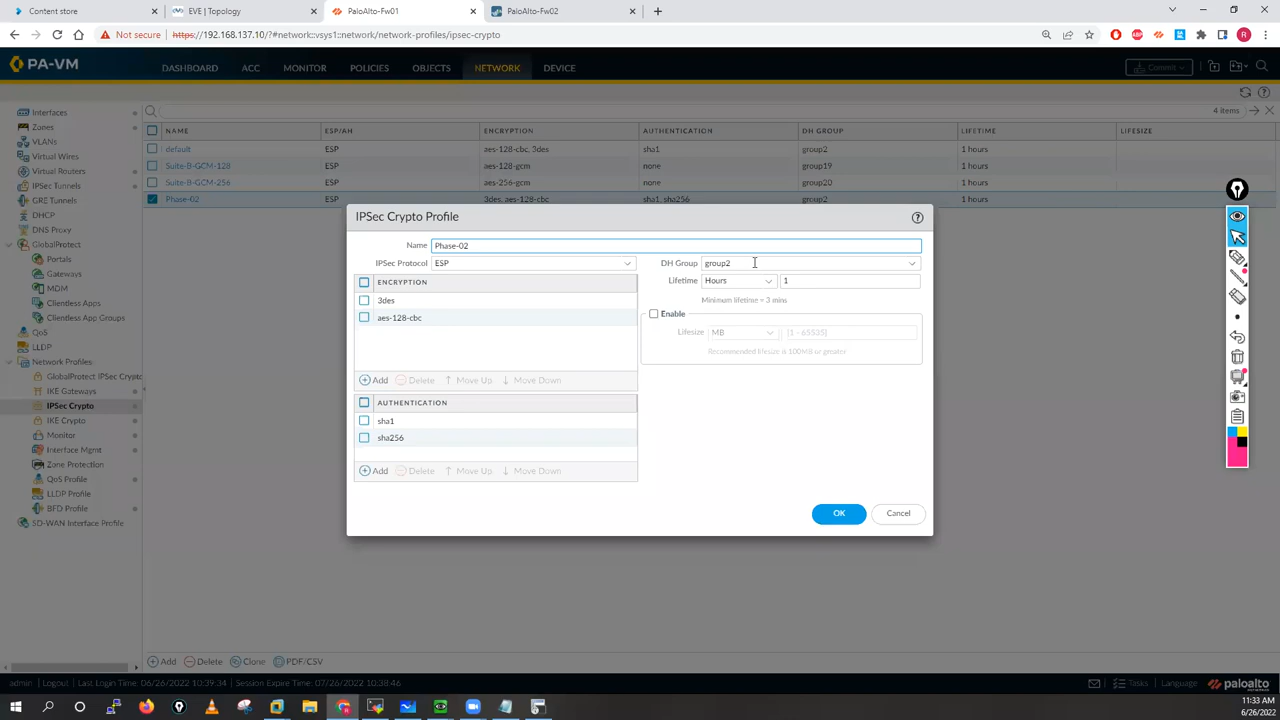 Content store
EVE | Topology
PaloAlto-Fw01
PaloAlto-Fw02
Not secure
https://192.168.137.10/?#network::vsys1::network/network-profiles/ipsec-crypto
PA-VM
DASHBOARD
ACC
MONITOR
POLICIES
OBJECTS
NETWORK
DEVICE
Commit
4 items
Interfaces
Zones
VLANs
Virtual Wires
Virtual Routers
IPSec Tunnels
GRE Tunnels
DHCP
DNS Proxy
GlobalProtect
Portals
Gateways
MDM
Clientless Apps
Clientless App Groups
QoS
LLDP
Network Profiles
GlobalProtect IPSec Crypto
IKE Gateways
IPSec Crypto
IKE Crypto
Monitor
Interface Mgmt
Zone Protection
QoS Profile
LLDP Profile
BFD Profile
SD-WAN Interface Profile
NAME ESP/AH ENCRYPTION AUTHENTICATION DH GROUP LIFETIME LIFESIZE
default ESP aes-128-cbc, 3des sha1 group2 1 hours
Suite-B-GCM-128 ESP aes-128-gcm none group19 1 hours
Suite-B-GCM-256 ESP aes-256-gcm none group20 1 hours
Phase-02 ESP 3des, aes-128-cbc sha1, sha256 group2 1 hours
IPSec Crypto Profile
Name Phase-02
IPSec Protocol ESP
DH Group group2
Lifetime Hours 1
Minimum lifetime = 3 mins
Enable
Lifesize MB [1 - 65535]
Recommended lifesize is 100MB or greater
ENCRYPTION
3des
aes-128-cbc
Add Delete Move Up Move Down
AUTHENTICATION
sha1
sha256
Add Delete Move Up Move Down
OK
Cancel
Add Delete Clone PDF/CSV
admin | Logout | Last Login Time: 06/26/2022 10:39:34 | Session Expire Time: 07/26/2022 10:38:46
Tasks | Language
paloalto
NETWORKS
11:33 AM
6/26/2022